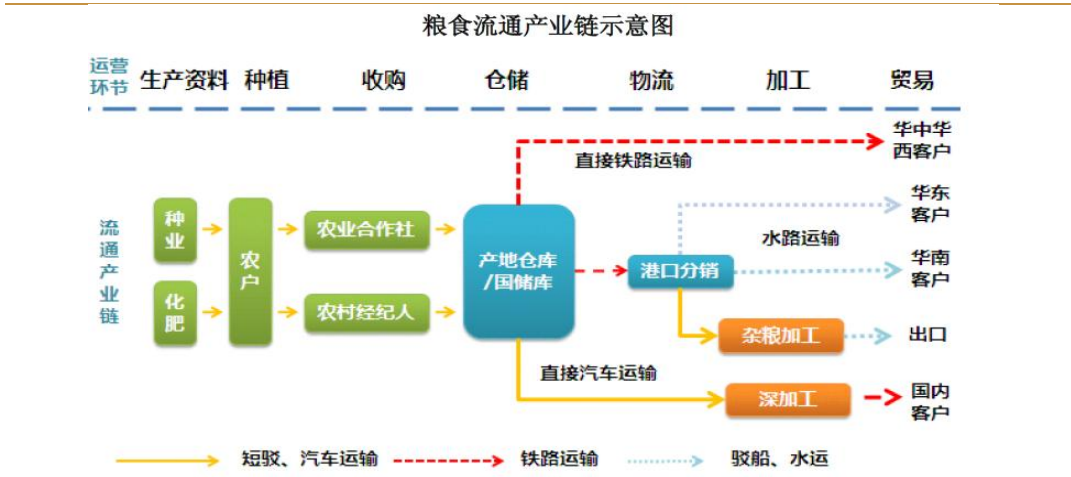 粮食流通产业链示意图
运营
环节
生产资料 种植 收购 仓储 物流 加工 贸易
华中华
西客户
直接铁路运输
华东
客户
种
业
农业合作社
水路运输
流
通
产
业
链
农
户
产地仓库
/国储库
港口分销
华南
客户
化
肥
农村经纪人
杂粮加工
出口
直接汽车运输
深加工
国内
客户
短驳、汽车运输
铁路运输
驳船、水运